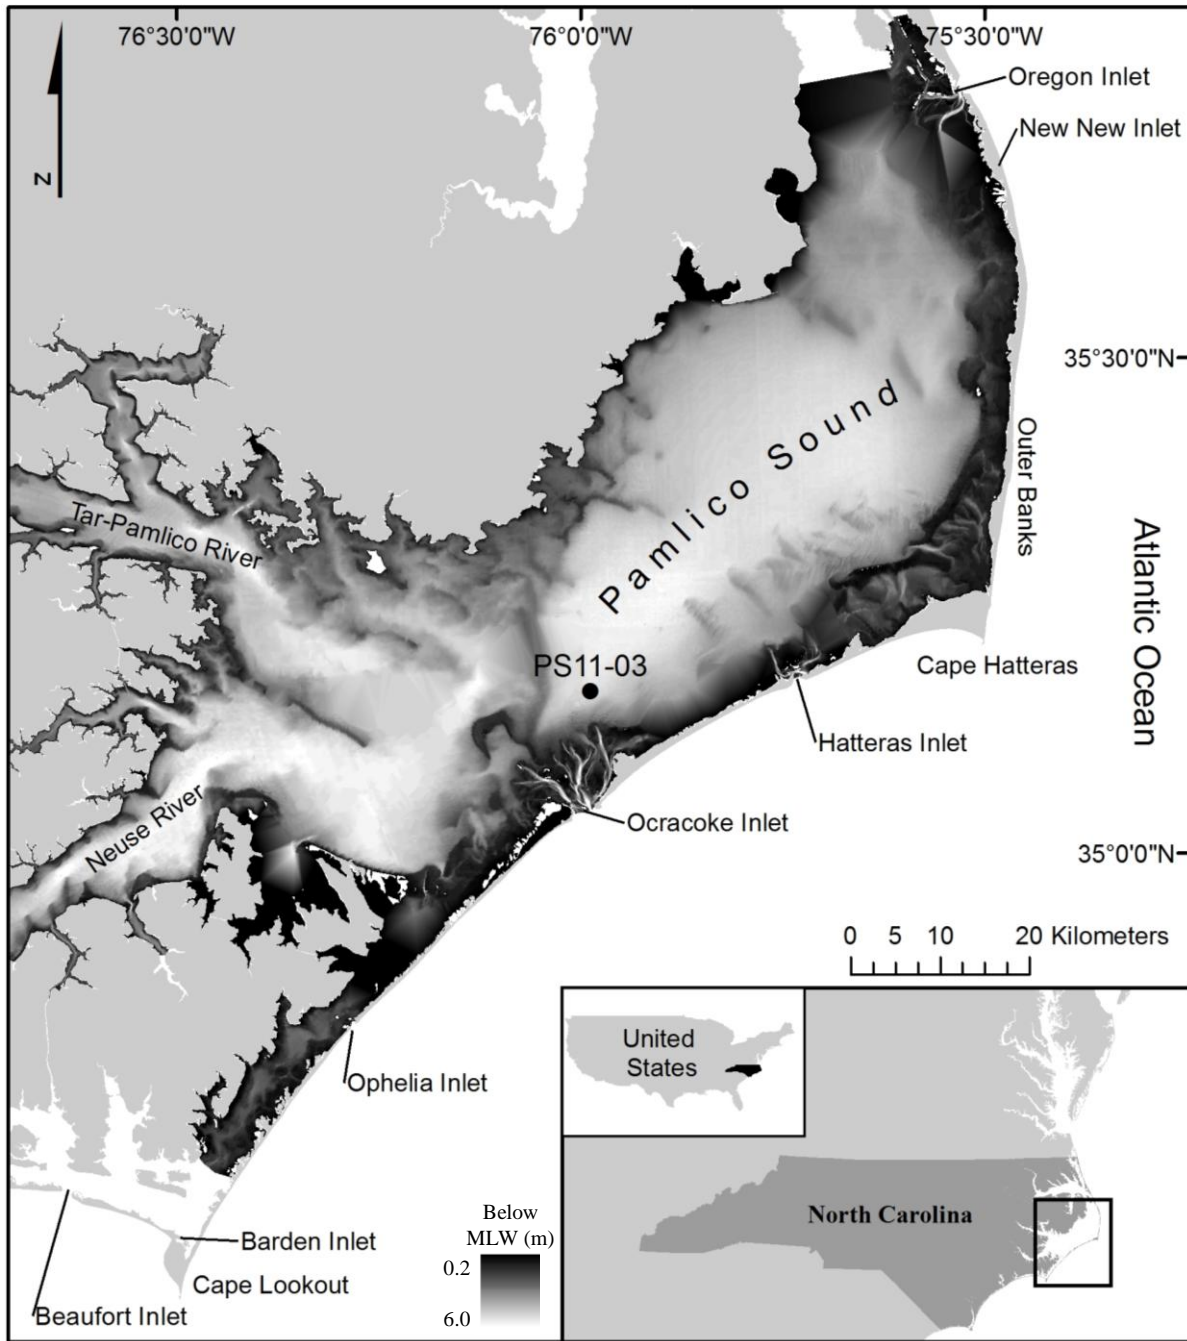 76°30'0"W
76°0'0"W
75°30'0"W
Oregon Inlet
New New Inlet
N
35°30'0"N
Pamlico Sound
Outer Banks
Tar-Pamlico River
Atlantic Ocean
PS11-03
Cape Hatteras
Hatteras Inlet
Neuse River
Ocracoke Inlet
35°0'0"N
0 5 10 20 Kilometers
United
States
Ophelia Inlet
North Carolina
Below
MLW (m)
0.2
6.0
Barden Inlet
Cape Lookout
Beaufort Inlet